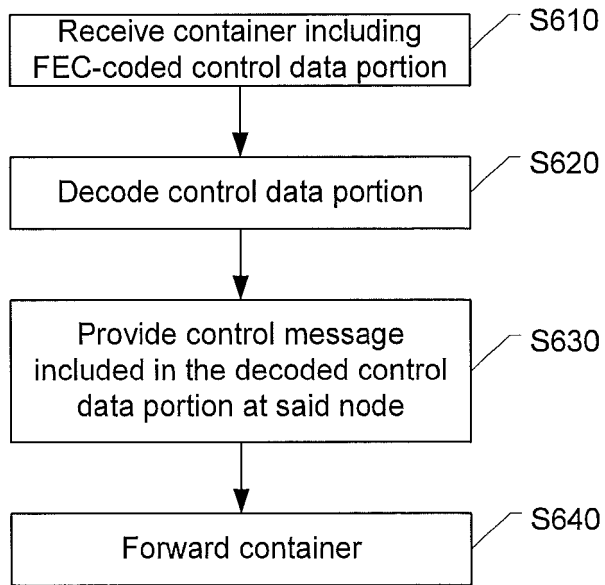 Receive container including
FEC-coded control data portion
S610
Decode control data portion
S620
Provide control message
included in the decoded control
data portion at said node
S630
Forward container
S640